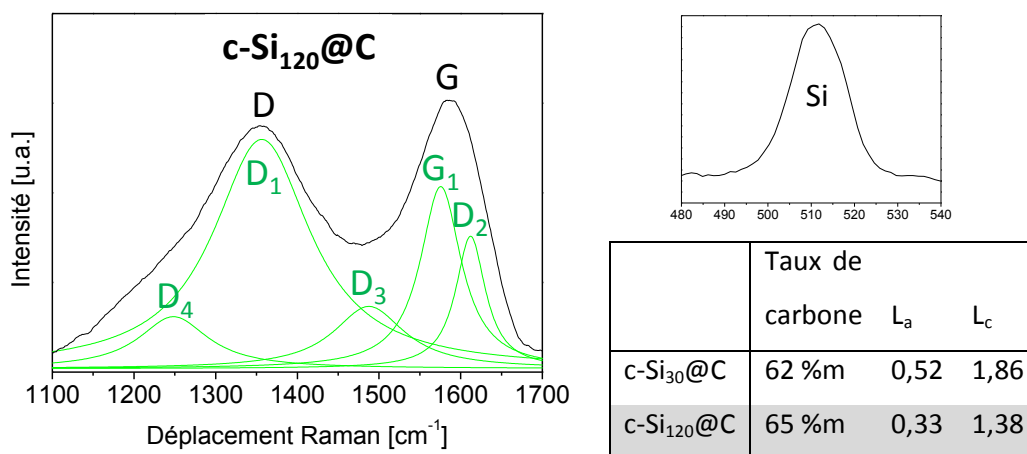 c-Si₁₂₀@C
D
G
D₁
G₁
D₂
D₄
D₃
Intensité [u.a.]
1100 1200 1300 1400 1500 1600 1700
Déplacement Raman [cm⁻¹]
Si
480 490 500 510 520 530 540
Taux de
carbone Lₐ L꜀
c-Si₃₀@C 62 %m 0,52 1,86
c-Si₁₂₀@C 65 %m 0,33 1,38